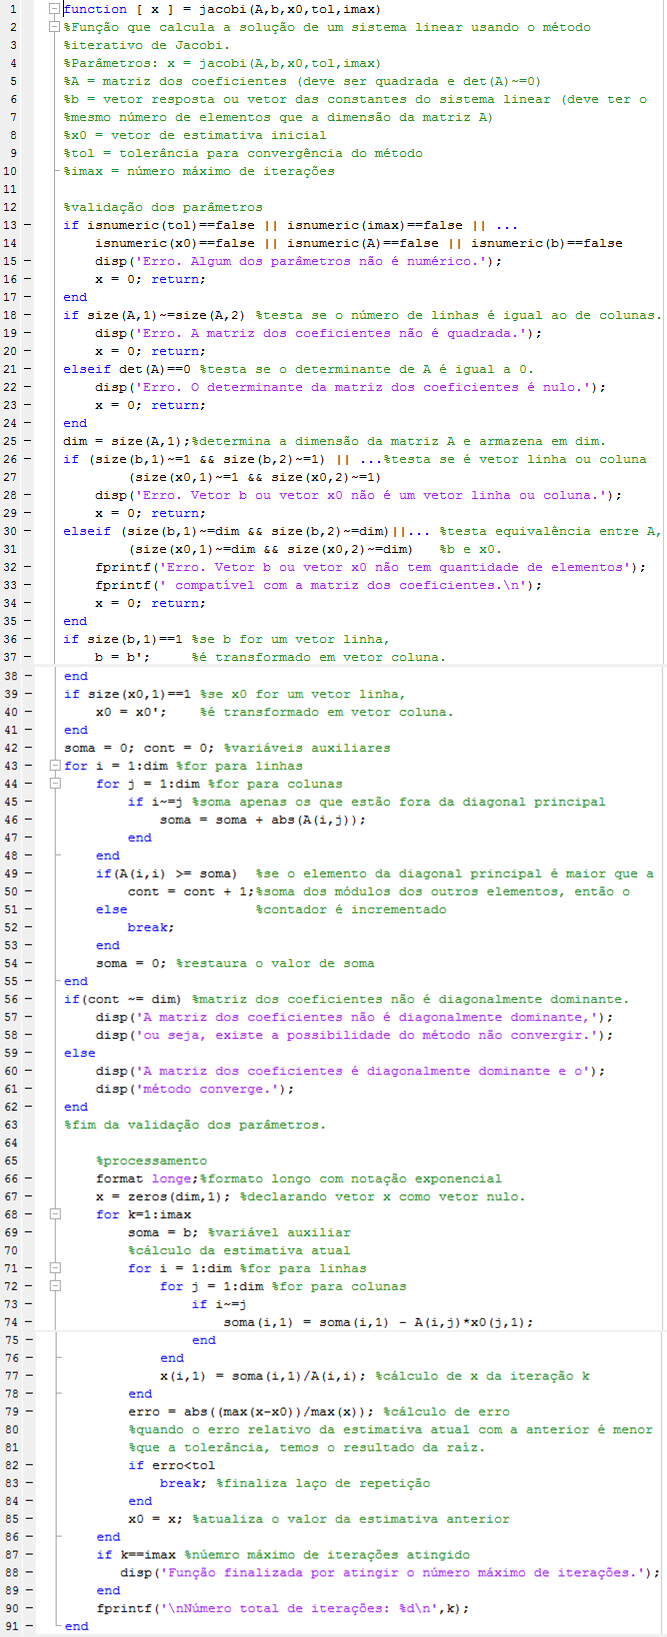 1 function [ x ] = jacobi(A,b,x0,tol,imax)
2 %Função que calcula a solução de um sistema linear usando o método
3 %iterativo de Jacobi.
4 %Parâmetros: x = jacobi(A,b,x0,tol,imax)
5 %A = matriz dos coeficientes (deve ser quadrada e det(A)~=0)
6 %b = vetor resposta ou vetor das constantes do sistema linear (deve ter o
7 %mesmo número de elementos que a dimensão da matriz A)
8 %x0 = vetor de estimativa inicial
9 %tol = tolerância para convergência do método
10 %imax = número máximo de iterações
11
12 %validação dos parâmetros
13 − if isnumeric(tol)==false || isnumeric(imax)==false || ...
14 isnumeric(x0)==false || isnumeric(A)==false || isnumeric(b)==false
15 − disp('Erro. Algum dos parâmetros não é numérico.');
16 − x = 0; return;
17 − end
18 − if size(A,1)~=size(A,2) %testa se o número de linhas é igual ao de colunas.
19 − disp('Erro. A matriz dos coeficientes não é quadrada.');
20 − x = 0; return;
21 − elseif det(A)==0 %testa se o determinante de A é igual a 0.
22 − disp('Erro. O determinante da matriz dos coeficientes é nulo.');
23 − x = 0; return;
24 − end
25 − dim = size(A,1);%determina a dimensão da matriz A e armazena em dim.
26 − if (size(b,1)~=1 && size(b,2)~=1) || ...%testa se é vetor linha ou coluna
27 (size(x0,1)~=1 && size(x0,2)~=1)
28 − disp('Erro. Vetor b ou vetor x0 não é um vetor linha ou coluna.');
29 − x = 0; return;
30 − elseif (size(b,1)~=dim && size(b,2)~=dim)||... %testa equivalência entre A,
31 (size(x0,1)~=dim && size(x0,2)~=dim) %b e x0.
32 − fprintf('Erro. Vetor b ou vetor x0 não tem quantidade de elementos');
33 − fprintf(' compatível com a matriz dos coeficientes.\n');
34 − x = 0; return;
35 − end
36 − if size(b,1)==1 %se b for um vetor linha,
37 − b = b'; %é transformado em vetor coluna.
38 − end
39 − if size(x0,1)==1 %se x0 for um vetor linha,
40 − x0 = x0'; %é transformado em vetor coluna.
41 − end
42 − soma = 0; cont = 0; %variáveis auxiliares
43 − for i = 1:dim %for para linhas
44 − for j = 1:dim %for para colunas
45 − if i~=j %soma apenas os que estão fora da diagonal principal
46 − soma = soma + abs(A(i,j));
47 − end
48 − end
49 − if(A(i,i) >= soma) %se o elemento da diagonal principal é maior que a
50 − cont = cont + 1;%soma dos módulos dos outros elementos, então o
51 − else %contador é incrementado
52 − break;
53 − end
54 − soma = 0; %restaura o valor de soma
55 − end
56 − if(cont ~= dim) %matriz dos coeficientes não é diagonalmente dominante.
57 − disp('A matriz dos coeficientes não é diagonalmente dominante,');
58 − disp('ou seja, existe a possibilidade do método não convergir.');
59 − else
60 − disp('A matriz dos coeficientes é diagonalmente dominante e o');
61 − disp('método converge.');
62 − end
63 %fim da validação dos parâmetros.
64
65 %processamento
66 − format longe;%formato longo com notação exponencial
67 − x = zeros(dim,1); %declarando vetor x como vetor nulo.
68 − for k=1:imax
69 − soma = b; %variável auxiliar
70 %cálculo da estimativa atual
71 − for i = 1:dim %for para linhas
72 − for j = 1:dim %for para colunas
73 − if i~=j
74 − soma(i,1) = soma(i,1) - A(i,j)*x0(j,1);
75 − end
76 − end
77 − x(i,1) = soma(i,1)/A(i,i); %cálculo de x da iteração k
78 − end
79 − erro = abs((max(x-x0))/max(x)); %cálculo de erro
80 %quando o erro relativo da estimativa atual com a anterior é menor
81 %que a tolerância, temos o resultado da raíz.
82 − if erro<tol
83 − break; %finaliza laço de repetição
84 − end
85 − x0 = x; %atualiza o valor da estimativa anterior
86 − end
87 − if k==imax %núemro máximo de iterações atingido
88 − disp('Função finalizada por atingir o número máximo de iterações.');
89 − end
90 − fprintf('\nNúmero total de iterações: %d\n',k);
91 − end